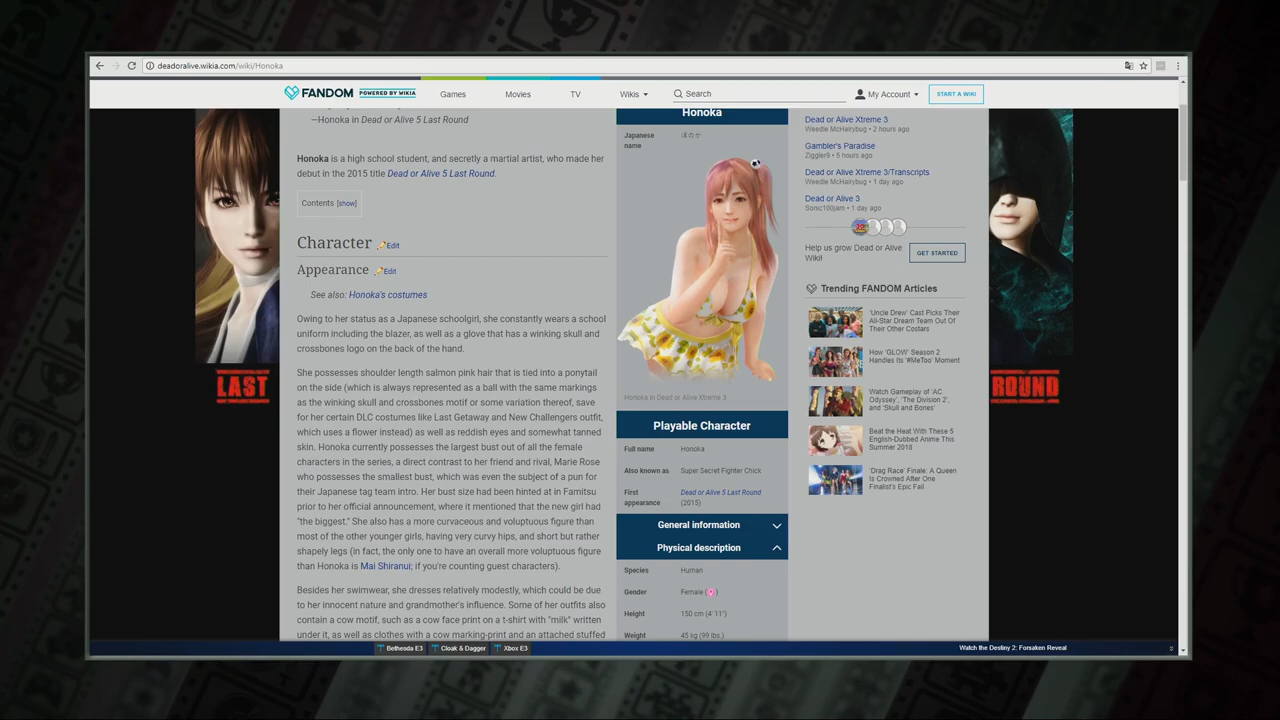 deadoralive.wikia.com/wiki/Honoka
FANDOM POWERED BY WIKIA
Games Movies TV Wikis Search My Account START A WIKI
—Honoka in Dead or Alive 5 Last Round
Honoka is a high school student, and secretly a martial artist, who made her
debut in the 2015 title Dead or Alive 5 Last Round.
Contents [show]
Character Edit
Appearance Edit
See also: Honoka's costumes
Owing to her status as a Japanese schoolgirl, she constantly wears a school
uniform including the blazer, as well as a glove that has a winking skull and
crossbones logo on the back of the hand.
She possesses shoulder length salmon pink hair that is tied into a ponytail
on the side (which is always represented as a ball with the same markings
as the winking skull and crossbones motif or some variation thereof, save
for her certain DLC costumes like Last Getaway and New Challengers outfit,
which uses a flower instead) as well as reddish eyes and somewhat tanned
skin. Honoka currently possesses the largest bust out of all the female
characters in the series, a direct contrast to her friend and rival, Marie Rose
who possesses the smallest bust, which was even the subject of a pun for
their Japanese tag team intro. Her bust size had been hinted at in Famitsu
prior to her official announcement, where it mentioned that the new girl had
"the biggest." She also has a more curvaceous and voluptuous figure than
most of the other younger girls, having very curvy hips, and short but rather
shapely legs (in fact, the only one to have an overall more voluptuous figure
than Honoka is Mai Shiranui; if you're counting guest characters).
Besides her swimwear, she dresses relatively modestly, which could be due
to her innocent nature and grandmother's influence. Some of her outfits also
contain a cow motif, such as a cow face print on a t-shirt with "milk" written
under it, as well as clothes with a cow marking-print and an attached stuffed
Honoka
Japanese
name
ほのか
Honoka in Dead or Alive Xtreme 3
Playable Character
Full name Honoka
Also known as Super Secret Fighter Chick
First
appearance
Dead or Alive 5 Last Round
(2015)
General information
Physical description
Species Human
Gender Female (
Height 150 cm (4' 11")
Weight 45 kg (99 lbs.)
Dead or Alive Xtreme 3
Weedle McHairybug • 2 hours ago
Gambler's Paradise
Ziggler9 • 5 hours ago
Dead or Alive Xtreme 3/Transcripts
Weedle McHairybug • 1 day ago
Dead or Alive 3
Sonic100jam • 1 day ago
Help us grow Dead or Alive
Wiki!
GET STARTED
Trending FANDOM Articles
'Uncle Drew' Cast Picks Their
All-Star Dream Team Out Of
Their Other Costars
How 'GLOW' Season 2
Handles Its '#MeToo' Moment
Watch Gameplay of 'AC
Odyssey', 'The Division 2',
and 'Skull and Bones'
Beat the Heat With These 5
English-Dubbed Anime This
Summer 2018
'Drag Race' Finale: A Queen
Is Crowned After One
Finalist's Epic Fail
LAST
ROUND
Bethesda E3 Cloak & Dagger Xbox E3
Watch the Destiny 2: Forsaken Reveal